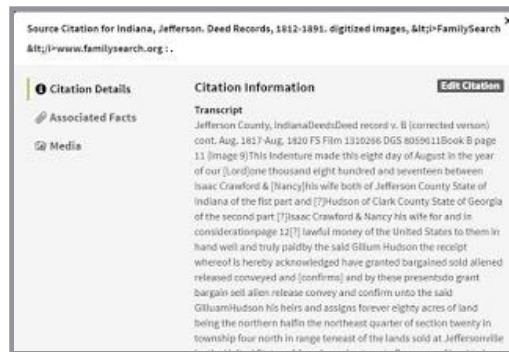 Source Citation for Indiana, Jefferson. Deed Records, 1812-1891. digitized images, &lt;i>FamilySearch
&lt;/i>www.familysearch.org : .
Citation Details
Associated Facts
Media
Citation Information
Edit Citation
Transcript
Jefferson County, IndianaDeedsDeed record v. B (corrected verson)
cont. Aug. 1817-Aug. 1820 FS Film 1310266 DGS 8059611Book B page
11 (Image 9)This Indenture made this eight day of August in the year
of our [Lord]one thousand eight hundred and seventeen between
Isaac Crawford & [Nancy]his wife both of Jefferson County State of
Indiana of the fist part and [?]Hudson of Clark County State of Georgia
of the second part [?]Isaac Crawford & Nancy his wife for and in
considerationpage 12[?] lawful money of the United States to them in
hand well and truly paidby the said Gillum Hudson the receipt
whereof is hereby acknowledged have granted bargained sold aliened
released conveyed and [confirms] and by these presentsdo grant
bargain sell alien release convey and confirm unto the said
GilluamHudson his heirs and assigns forever eighty acres of land
being the northern halfin the northeast quarter of section twenty in
township four north in range teneast of the lands sold at Jeffersonville